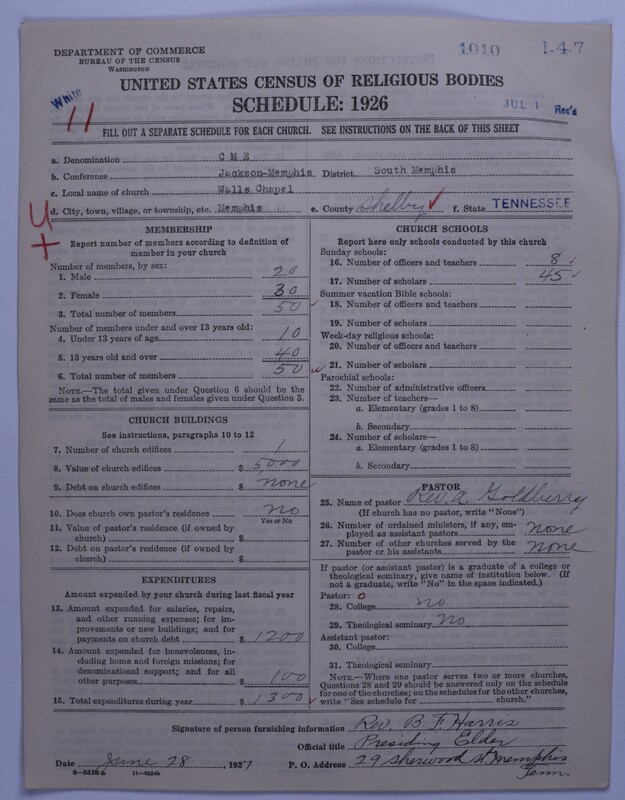 DEPARTMENT OF COMMERCE
BUREAU OF THE CENSUS
WASHINGTON
1010
1-4-7
UNITED STATES CENSUS OF RELIGIOUS BODIES
SCHEDULE: 1926
White
11
JUL 1 Rec'd
FILL OUT A SEPARATE SCHEDULE FOR EACH CHURCH. SEE INSTRUCTIONS ON THE BACK OF THIS SHEET
a. Denomination C M E
b. Conference Jackson-Memphis District South Memphis
c. Local name of church Walls Chapel
d. City, town, village, or township, etc. Memphis e. County Shelby f. State TENNESSEE
U
+
MEMBERSHIP
Report number of members according to definition of
member in your church
Number of members, by sex:
1. Male 20
2. Female 30
3. Total number of members 50
Number of members under and over 13 years old:
4. Under 13 years of age 10
5. 13 years old and over 40
6. Total number of members 50
NOTE.—The total given under Question 6 should be
same as the total of males and females given under Question 3.
CHURCH BUILDINGS
See instructions, paragraphs 10 to 12
7. Number of church edifices 1
8. Value of church edifices $ 5,000
9. Debt on church edifices $ none
10. Does church own pastor's residence no
Yes or No
11. Value of pastor's residence (if owned by
church) $
12. Debt on pastor's residence (if owned by
church) $
EXPENDITURES
Amount expended by your church during last fiscal year
13. Amount expended for salaries, repairs,
and other running expenses; for im-
provements or new buildings; and for
payments on church debt $ 1200
14. Amount expended for benevolences, in-
cluding home and foreign missions; for
denominational support; and for all
other purposes $ 100
15. Total expenditures during year $ 1300
CHURCH SCHOOLS
Report here only schools conducted by this church
Sunday schools:
16. Number of officers and teachers 8
17. Number of scholars 45
Summer vacation Bible schools:
18. Number of officers and teachers
19. Number of scholars
Week-day religious schools:
20. Number of officers and teachers
21. Number of scholars
Parochial schools:
22. Number of administrative officers
23. Number of teachers—
a. Elementary (grades 1 to 8)
b. Secondary
24. Number of scholars—
a. Elementary (grades 1 to 8)
b. Secondary
PASTOR
25. Name of pastor Rev. A. Goldberry
(If church has no pastor, write "None")
26. Number of ordained ministers, if any, em-
ployed as assistant pastors none
27. Number of other churches served by the
pastor or his assistants none
If pastor (or assistant pastor) is a graduate of a college or
theological seminary, give name of institution below. (If
not a graduate, write "No" in the space indicated.)
Pastor: o
28. College no
29. Theological seminary no
Assistant pastor:
30. College
31. Theological seminary
NOTE.—Where one pastor serves two or more churches,
Questions 28 and 29 should be answered only on the schedule
for one of the churches; on the schedules for the other churches,
write "See schedule for church."
Signature of person furnishing information Rev. B. F. Harris
Official title Presiding Elder
Date June 28, 1927 P. O. Address 29 Sherwood St Memphis
Tenn.
8-5318a 11-9524b